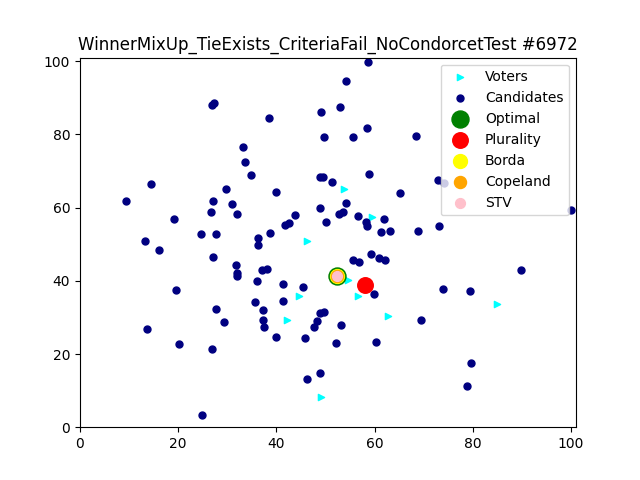 WinnerMixUp_TieExists_CriteriaFail_NoCondorcetTest #6972
100
80
60
40
20
0
0 20 40 60 80 100
Voters
Candidates
Optimal
Plurality
Borda
Copeland
STV